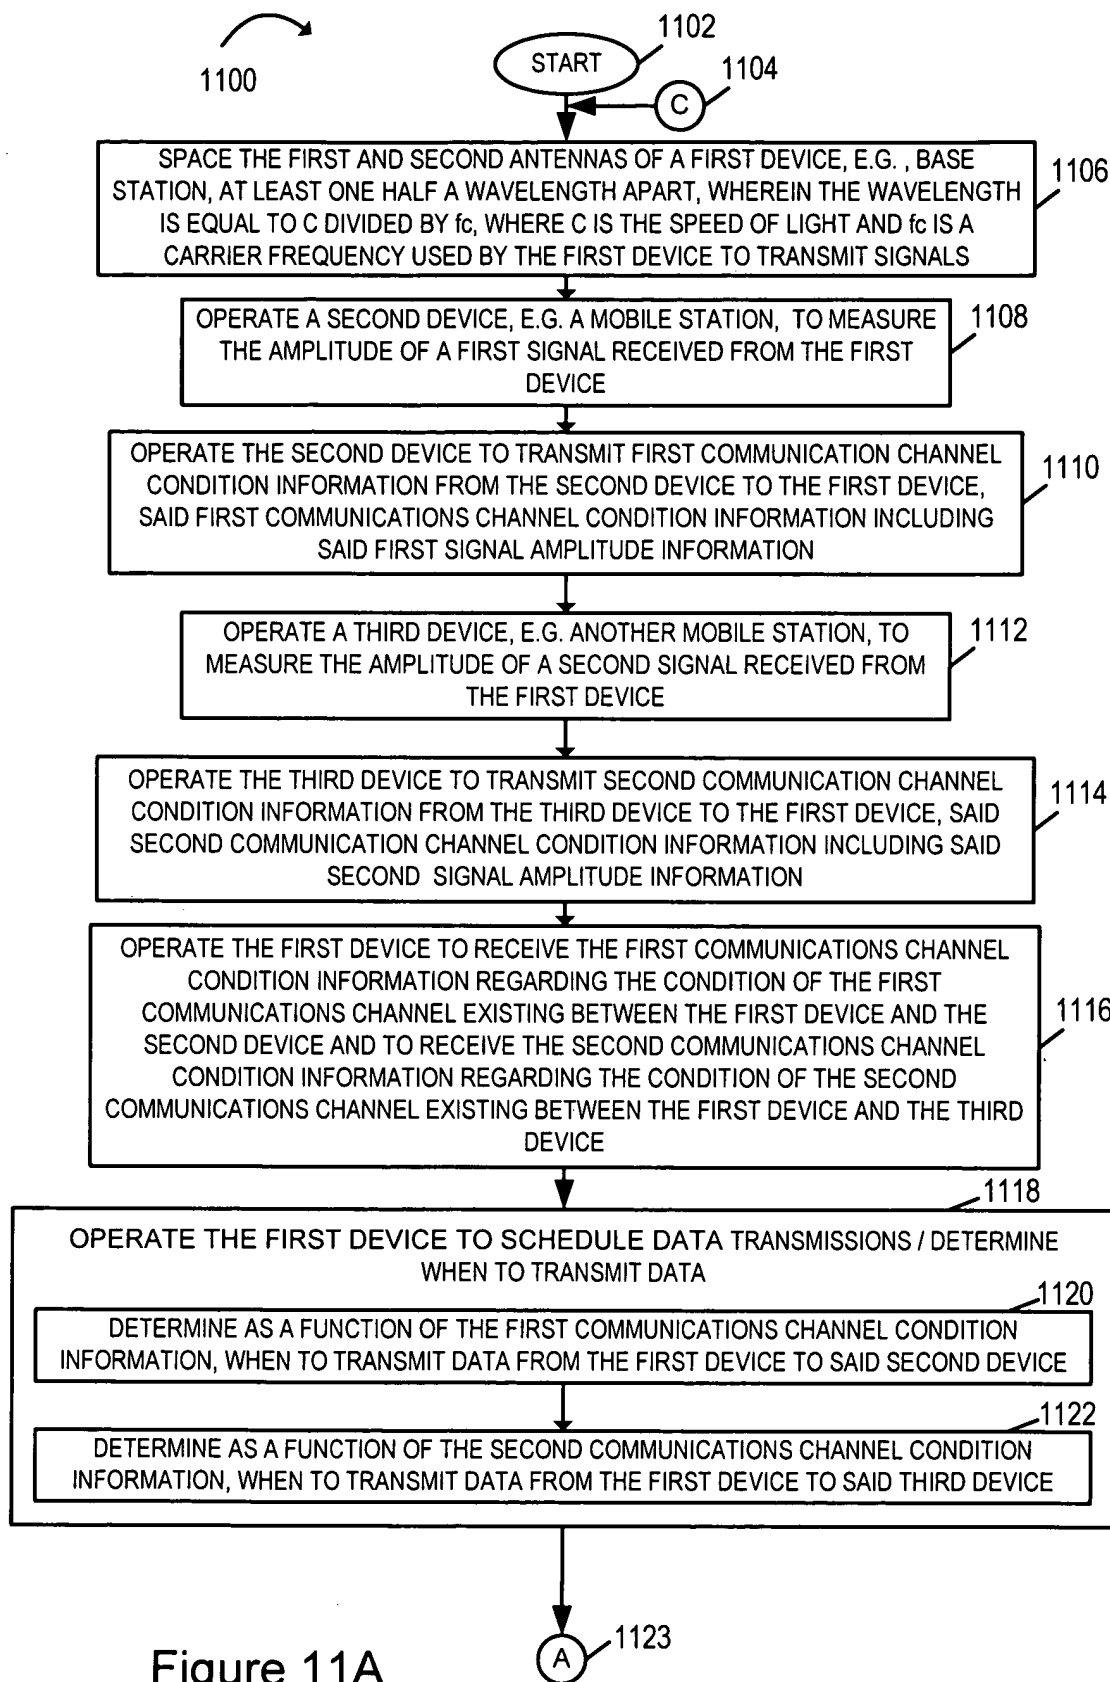 1100
1102
START
1104
C
SPACE THE FIRST AND SECOND ANTENNAS OF A FIRST DEVICE, E.G. , BASE
STATION, AT LEAST ONE HALF A WAVELENGTH APART, WHEREIN THE WAVELENGTH
IS EQUAL TO C DIVIDED BY fc, WHERE C IS THE SPEED OF LIGHT AND fc IS A
CARRIER FREQUENCY USED BY THE FIRST DEVICE TO TRANSMIT SIGNALS
1106
OPERATE A SECOND DEVICE, E.G. A MOBILE STATION, TO MEASURE
THE AMPLITUDE OF A FIRST SIGNAL RECEIVED FROM THE FIRST
DEVICE
1108
OPERATE THE SECOND DEVICE TO TRANSMIT FIRST COMMUNICATION CHANNEL
CONDITION INFORMATION FROM THE SECOND DEVICE TO THE FIRST DEVICE,
SAID FIRST COMMUNICATIONS CHANNEL CONDITION INFORMATION INCLUDING
SAID FIRST SIGNAL AMPLITUDE INFORMATION
1110
OPERATE A THIRD DEVICE, E.G. ANOTHER MOBILE STATION, TO
MEASURE THE AMPLITUDE OF A SECOND SIGNAL RECEIVED FROM
THE FIRST DEVICE
1112
OPERATE THE THIRD DEVICE TO TRANSMIT SECOND COMMUNICATION CHANNEL
CONDITION INFORMATION FROM THE THIRD DEVICE TO THE FIRST DEVICE, SAID
SECOND COMMUNICATION CHANNEL CONDITION INFORMATION INCLUDING SAID
SECOND SIGNAL AMPLITUDE INFORMATION
1114
OPERATE THE FIRST DEVICE TO RECEIVE THE FIRST COMMUNICATIONS CHANNEL
CONDITION INFORMATION REGARDING THE CONDITION OF THE FIRST
COMMUNICATIONS CHANNEL EXISTING BETWEEN THE FIRST DEVICE AND THE
SECOND DEVICE AND TO RECEIVE THE SECOND COMMUNICATIONS CHANNEL
CONDITION INFORMATION REGARDING THE CONDITION OF THE SECOND
COMMUNICATIONS CHANNEL EXISTING BETWEEN THE FIRST DEVICE AND THE THIRD
DEVICE
1116
1118
OPERATE THE FIRST DEVICE TO SCHEDULE DATA TRANSMISSIONS / DETERMINE
WHEN TO TRANSMIT DATA
1120
DETERMINE AS A FUNCTION OF THE FIRST COMMUNICATIONS CHANNEL CONDITION
INFORMATION, WHEN TO TRANSMIT DATA FROM THE FIRST DEVICE TO SAID SECOND DEVICE
1122
DETERMINE AS A FUNCTION OF THE SECOND COMMUNICATIONS CHANNEL CONDITION
INFORMATION, WHEN TO TRANSMIT DATA FROM THE FIRST DEVICE TO SAID THIRD DEVICE
A
1123
Figure 11A